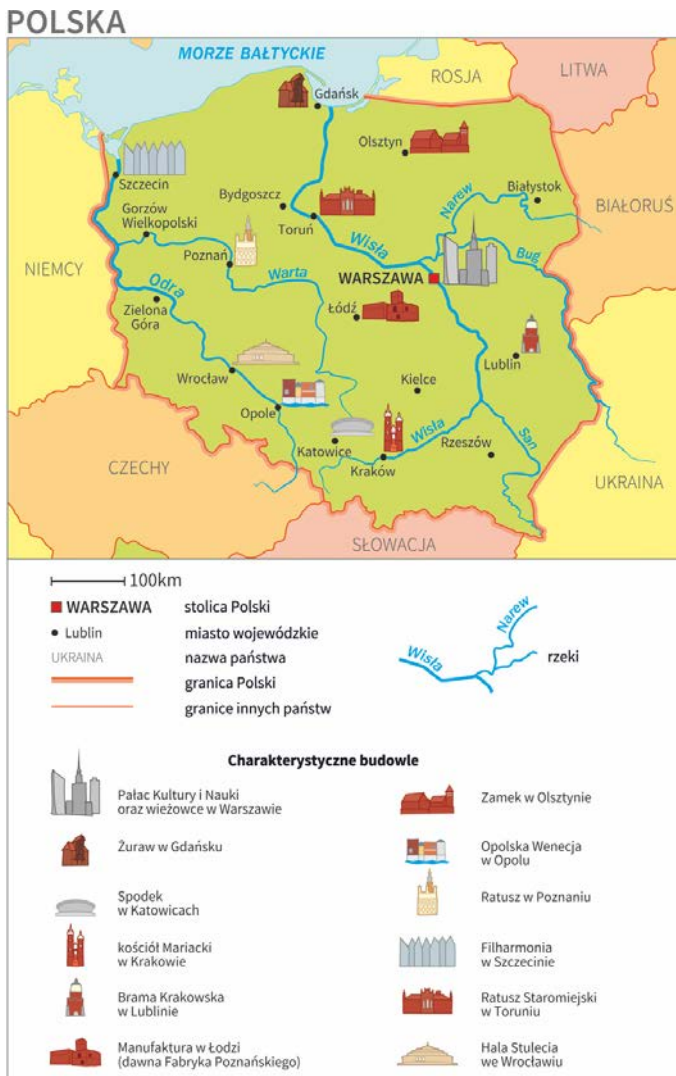 POLSKA
MORZE BAŁTYCKIE
ROSJA
LITWA
Gdańsk
Olsztyn
Szczecin
Bydgoszcz
Białystok
Narew
BIAŁORUŚ
Gorzów
Wielkopolski
Toruń
Poznań
Wisła
Bug
NIEMCY
Odra
Warta
WARSZAWA
Zielona
Góra
Łódź
Lublin
Wrocław
Kielce
Opole
Wisła
San
Katowice
Kraków
Rzeszów
CZECHY
UKRAINA
SŁOWACJA
100km
WARSZAWA stolica Polski
Lublin miasto wojewódzkie
UKRAINA nazwa państwa
granica Polski
granice innych państw
Narew
Wisła
rzeki
Charakterystyczne budowle
Pałac Kultury i Nauki
oraz wieżowce w Warszawie
Żuraw w Gdańsku
Spodek
w Katowicach
kościół Mariacki
w Krakowie
Brama Krakowska
w Lublinie
Manufaktura w Łodzi
(dawna Fabryka Poznańskiego)
Zamek w Olsztynie
Opolska Wenecja
w Opolu
Ratusz w Poznaniu
Filharmonia
w Szczecinie
Ratusz Staromiejski
w Toruniu
Hala Stulecia
we Wrocławiu